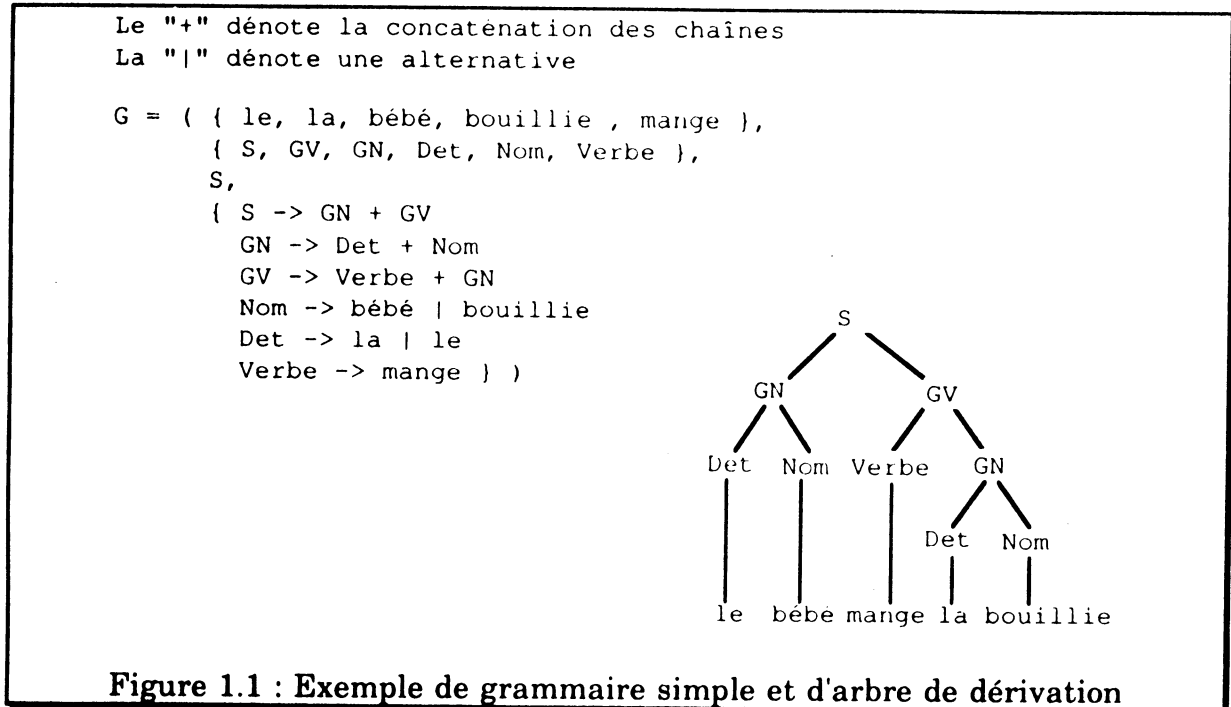 Le "+" dénote la concaténation des chaînes
La "|" dénote une alternative
G = ( { le, la, bébé, bouillie , mange },
{ S, GV, GN, Det, Nom, Verbe },
S,
{ S -> GN + GV
GN -> Det + Nom
GV -> Verbe + GN
Nom -> bébé | bouillie
Det -> la | le
Verbe -> mange } )
S
GN GV
Det Nom Verbe GN
Det Nom
le bébé mange la bouillie
Figure 1.1 : Exemple de grammaire simple et d'arbre de dérivation